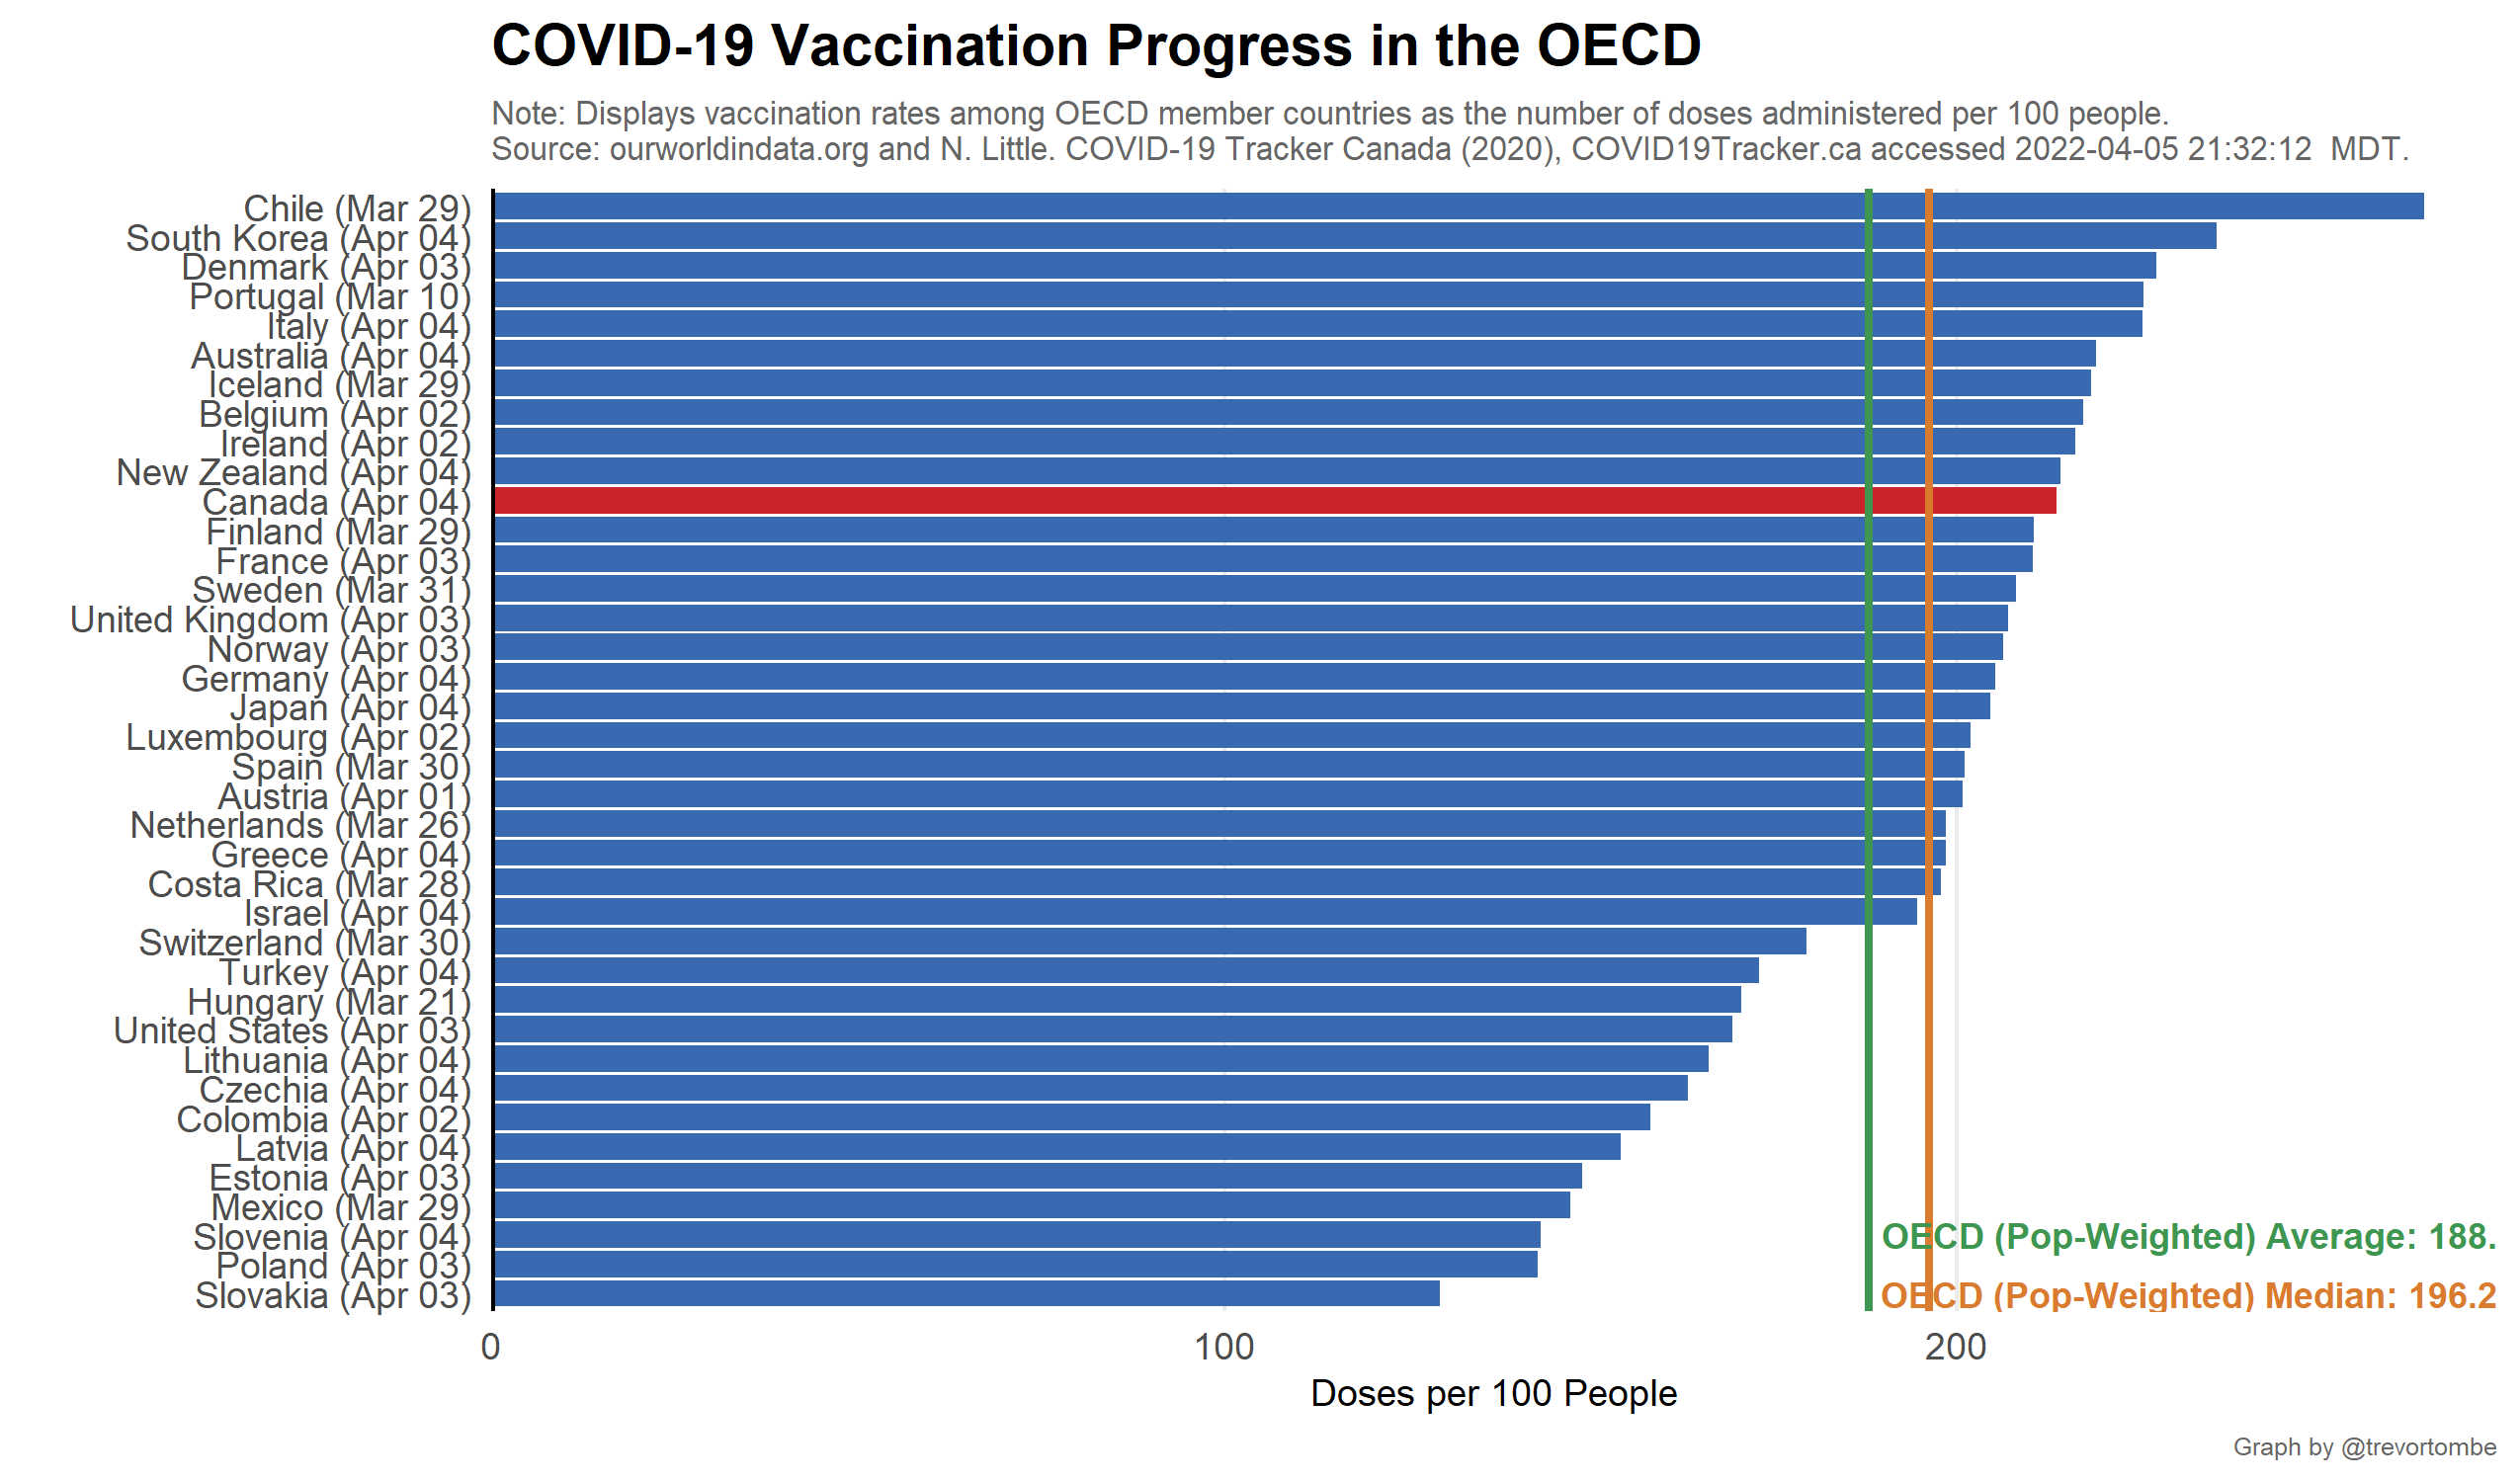 COVID-19 Vaccination Progress in the OECD
Note: Displays vaccination rates among OECD member countries as the number of doses administered per 100 people.
Source: ourworldindata.org and N. Little. COVID-19 Tracker Canada (2020), COVID19Tracker.ca accessed 2022-04-05 21:32:12  MDT.
Chile (Mar 29)
South Korea (Apr 04)
Denmark (Apr 03)
Portugal (Mar 10)
Italy (Apr 04)
Australia (Apr 04)
Iceland (Mar 29)
Belgium (Apr 02)
Ireland (Apr 02)
New Zealand (Apr 04)
Canada (Apr 04)
Finland (Mar 29)
France (Apr 03)
Sweden (Mar 31)
United Kingdom (Apr 03)
Norway (Apr 03)
Germany (Apr 04)
Japan (Apr 04)
Luxembourg (Apr 02)
Spain (Mar 30)
Austria (Apr 01)
Netherlands (Mar 26)
Greece (Apr 04)
Costa Rica (Mar 28)
Israel (Apr 04)
Switzerland (Mar 30)
Turkey (Apr 04)
Hungary (Mar 21)
United States (Apr 03)
Lithuania (Apr 04)
Czechia (Apr 04)
Colombia (Apr 02)
Latvia (Apr 04)
Estonia (Apr 03)
Mexico (Mar 29)
Slovenia (Apr 04)
Poland (Apr 03)
Slovakia (Apr 03)
OECD (Pop-Weighted) Average: 188.
OECD (Pop-Weighted) Median: 196.2
0 100 200
Doses per 100 People
Graph by @trevortombe